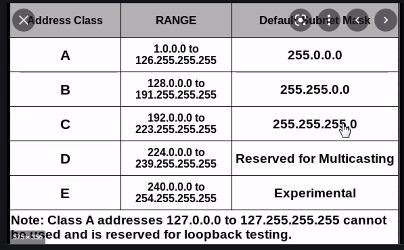 Address Class RANGE Default Subnet Mask
A 1.0.0.0 to 126.255.255.255 255.0.0.0
B 128.0.0.0 to 191.255.255.255 255.255.0.0
C 192.0.0.0 to 223.255.255.255 255.255.255.0
D 224.0.0.0 to 239.255.255.255 Reserved for Multicasting
E 240.0.0.0 to 254.255.255.255 Experimental
Note: Class A addresses 127.0.0.0 to 127.255.255.255 cannot
be used and is reserved for loopback testing.